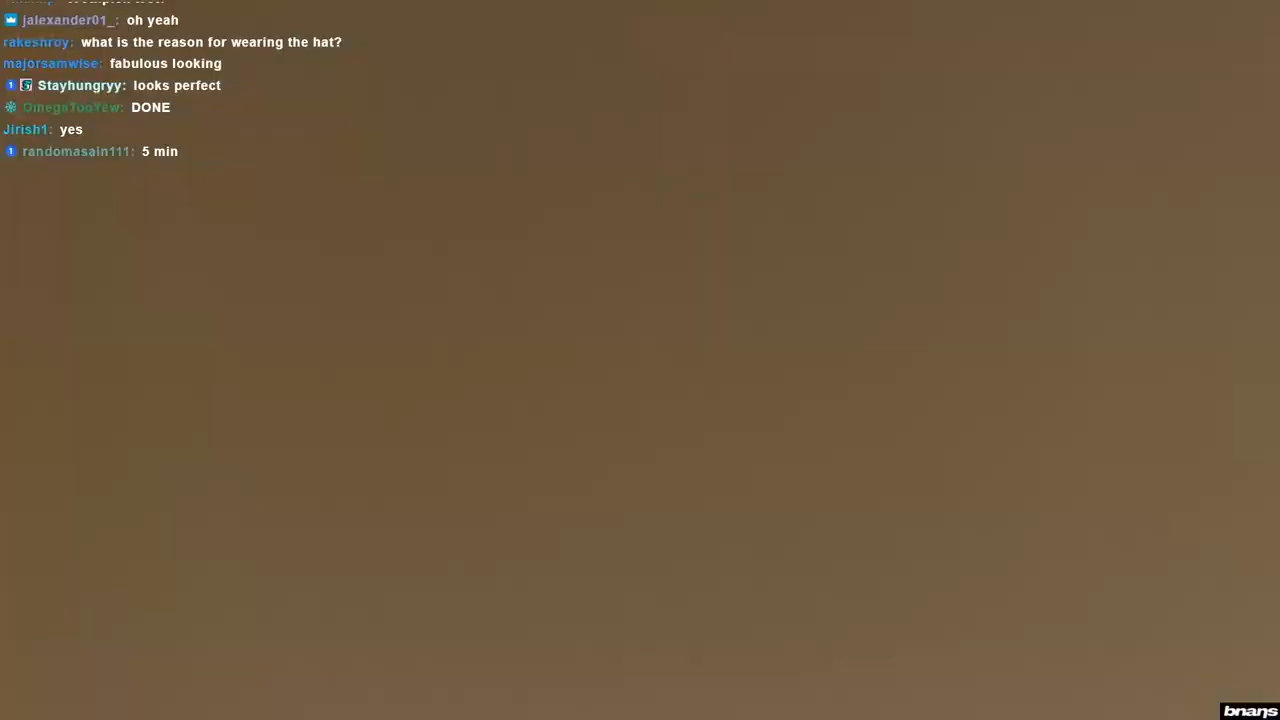 jalexander01_: oh yeah
rakeshroy: what is the reason for wearing the hat?
majorsamwise: fabulous looking
Stayhungryy: looks perfect
OmegaTooYew: DONE
Jirish1: yes
randomasain111: 5 min